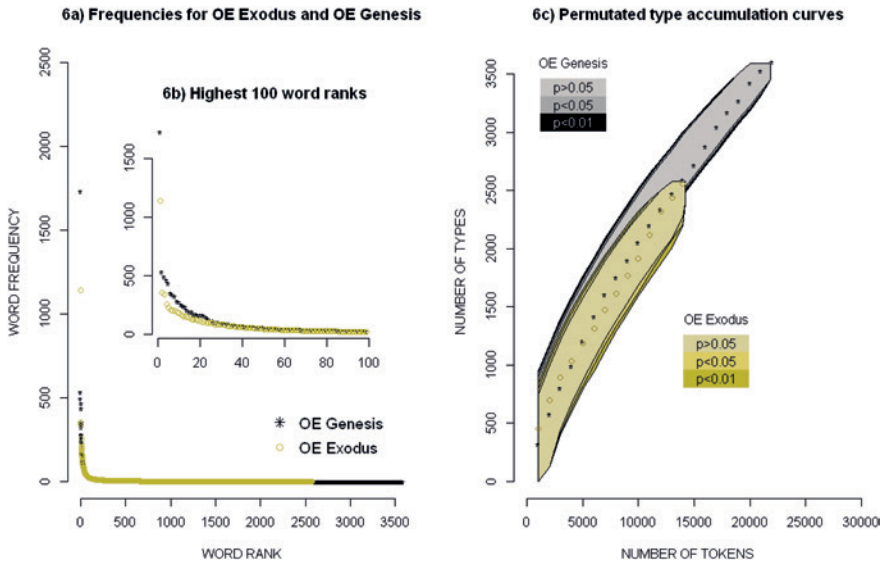 6a) Frequencies for OE Exodus and OE Genesis
2500
2000
1500
1000
500
0
WORD FREQUENCY
0 500 1000 1500 2000 2500 3000 3500
WORD RANK
6b) Highest 100 word ranks
1500
1000
500
0
0 20 40 60 80 100
OE Genesis
OE Exodus
6c) Permutated type accumulation curves
OE Genesis
p>0.05
p<0.05
p<0.01
3500
3000
2500
2000
1500
1000
500
0
NUMBER OF TYPES
OE Exodus
p>0.05
p<0.05
p<0.01
0 5000 10000 15000 20000 30000
NUMBER OF TOKENS